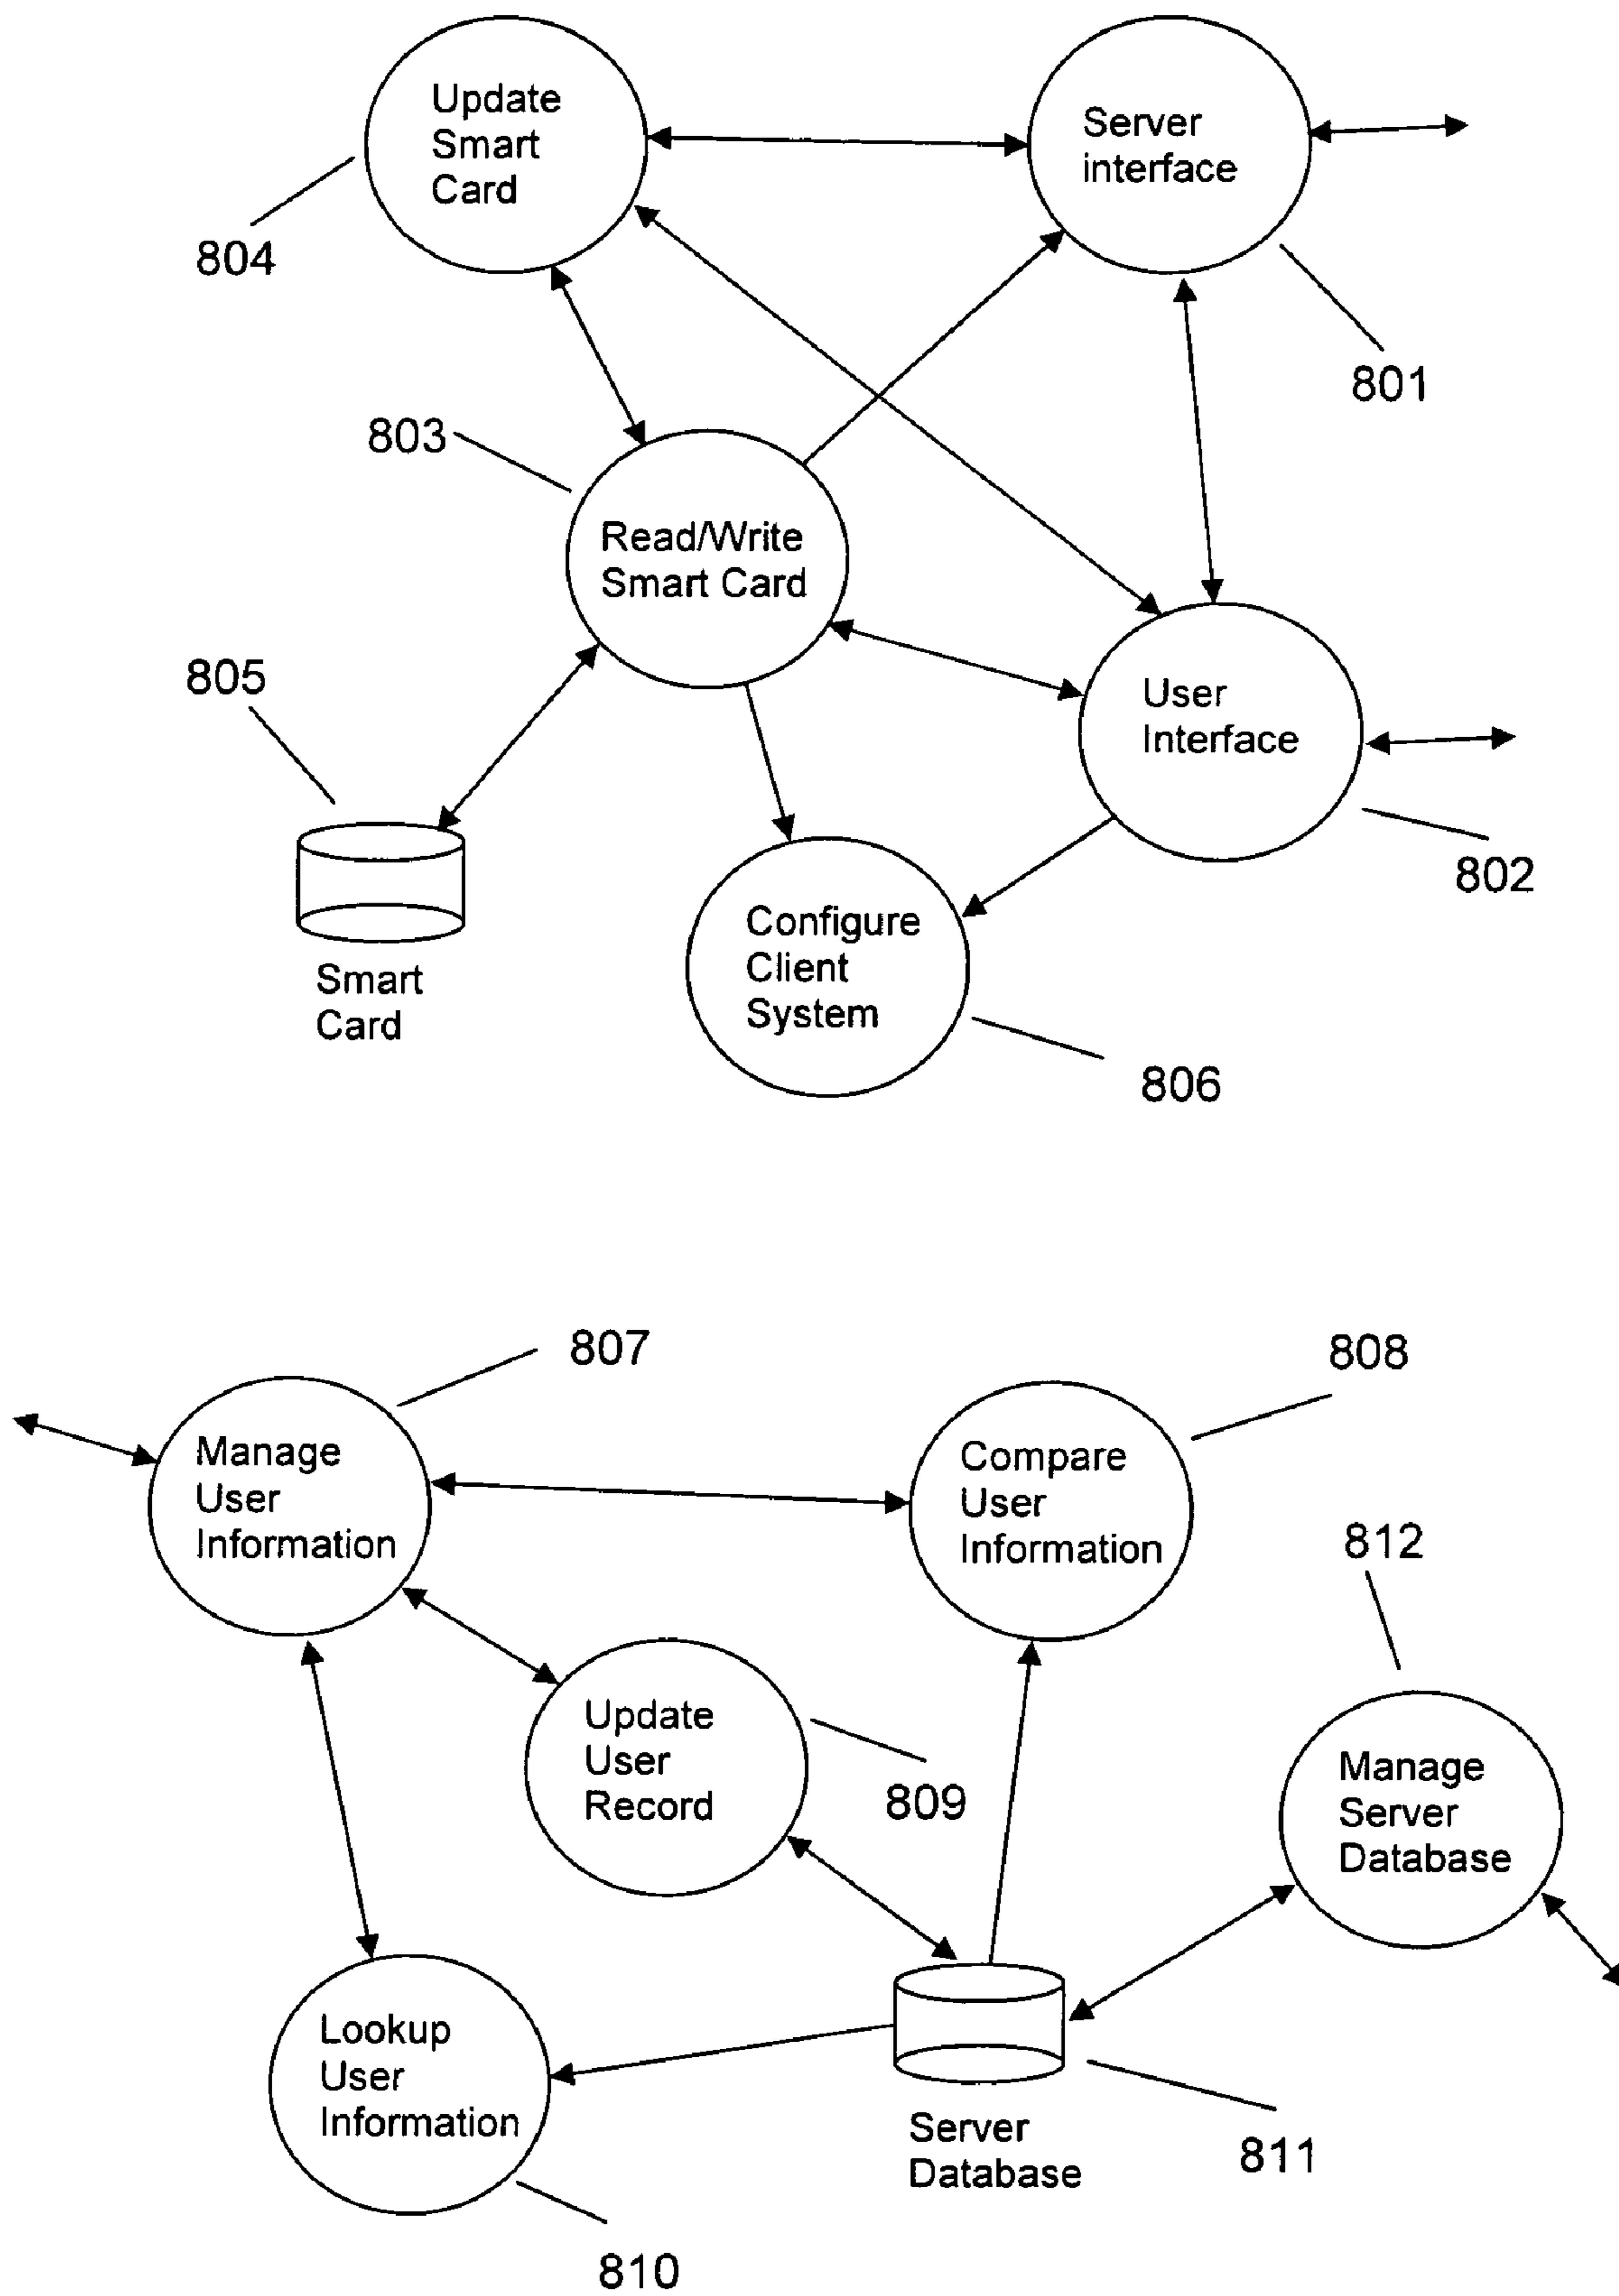 Update
Smart
Card
Server
interface
804
801
803
Read/Write
Smart Card
805
User
Interface
802
Configure
Client
System
Smart
Card
806
807
808
Manage
User
Information
Compare
User
Information
812
Update
User
Record
809
Manage
Server
Database
Lookup
User
Information
Server
Database
811
810